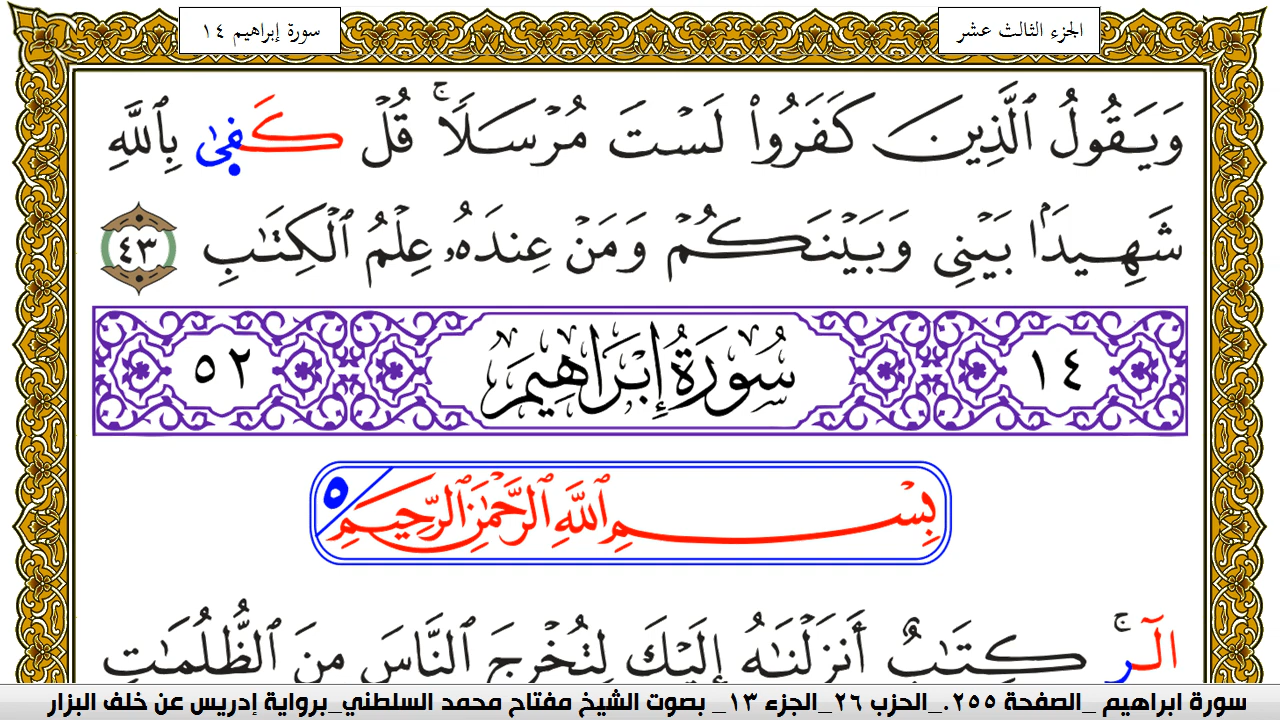 الجزء الثالث عشر
سورة إبراهيم ١٤
وَيَقُولُ ٱلَّذِينَ كَفَرُوا۟ لَسْتَ مُرْسَلًاۚ قُلْ كَفىٰ بِٱللَّهِ
شَهِيدَۢا بَيْنِى وَبَيْنَكُمْ وَمَنْ عِندَهُۥ عِلْمُ ٱلْكِتَٰبِ ٤٣
١٤ سُورَةُ إِبْرَاهِيمَ ٥٢
بِسْمِ ٱللَّهِ ٱلرَّحْمَٰنِ ٱلرَّحِيمِ ٥
الٓرۚ كِتَٰبٌ أَنزَلْنَٰهُ إِلَيْكَ لِتُخْرِجَ ٱلنَّاسَ مِنَ ٱلظُّلُمَٰتِ
سورة ابراهيم _الصفحة ٢٥٥._الحزب ٢٦_الجزء ١٣_ بصوت الشيخ مفتاح محمد السلطني_برواية إدريس عن خلف البزار